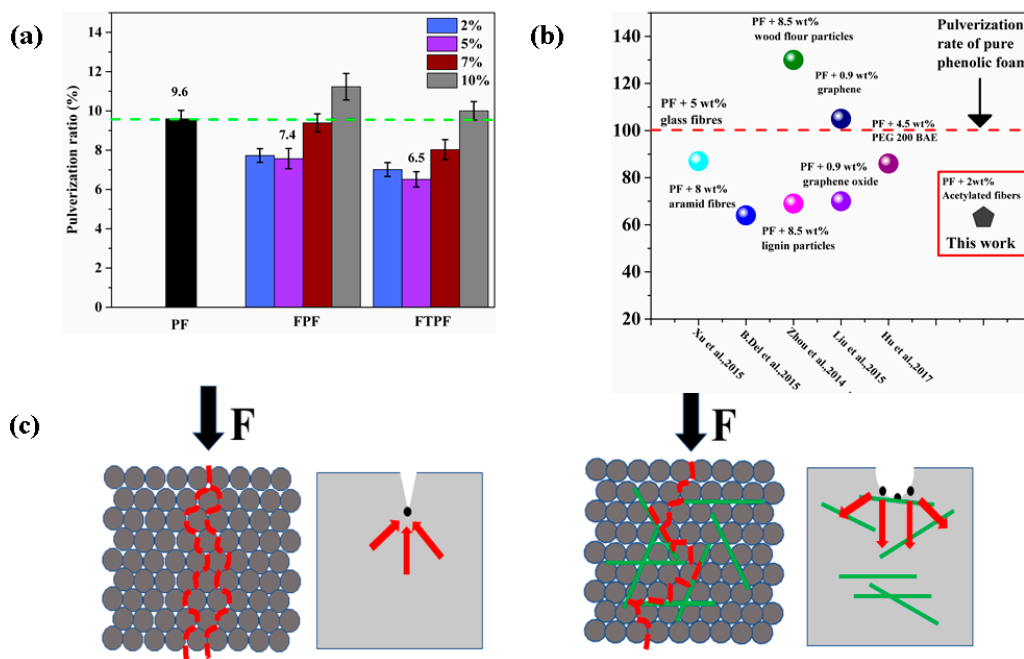 (a)
14
12
10
8
6
4
2
0
Pulverization ratio (%)
2%
5%
7%
10%
9.6
7.4
6.5
PF
FPF
FTPF
(b)
140
120
100
80
60
40
20
PF + 8.5 wt%
wood flour particles
Pulverization
rate of pure
phenolic foam
PF + 0.9 wt%
graphene
PF + 5 wt%
glass fibres
PF + 4.5 wt%
PEG 200 BAE
PF + 8 wt%
aramid fibres
PF + 0.9 wt%
graphene oxide
PF + 8.5 wt%
lignin particles
PF + 2wt%
Acetylated fibers
This work
Xu et al.,2015
B.Del et al.,2015
Zhou et al.,2014
Liu et al.,2015
Hu et al.,2017
(c)
F
F